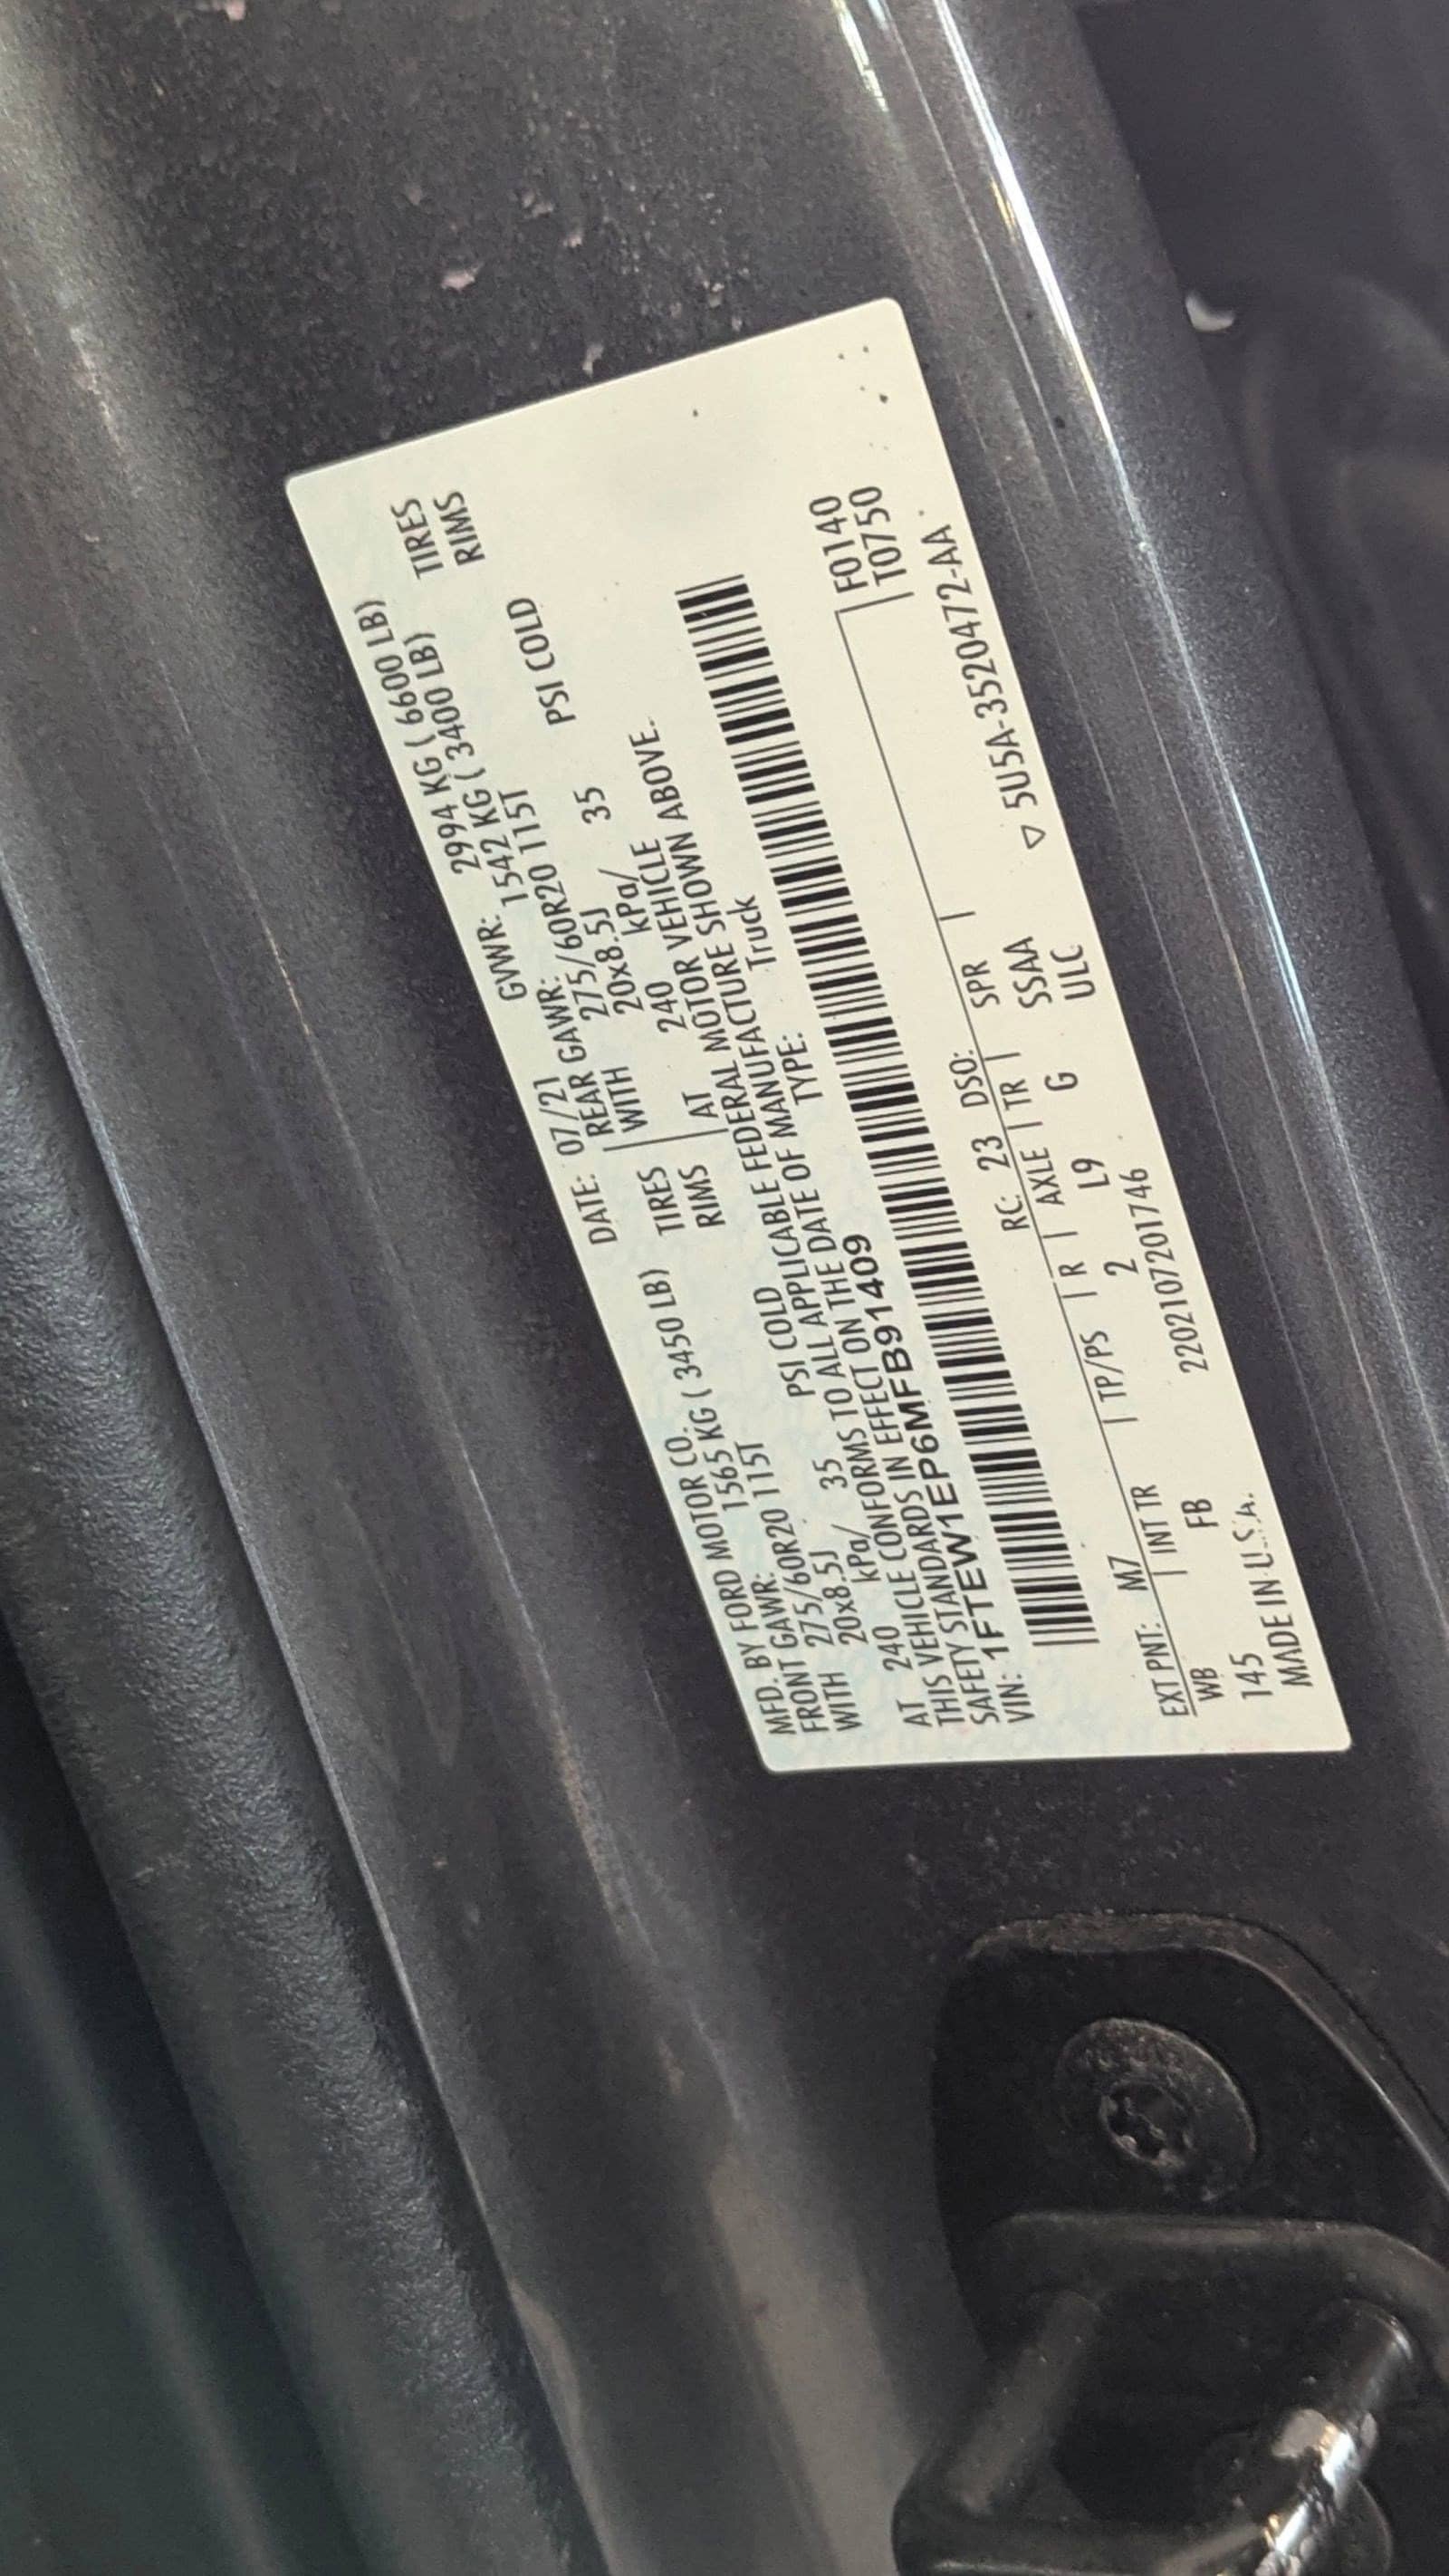 MFD. BY FORD MOTOR CO. DATE: 07/21 GVWR: 2994 KG ( 6600 LB)
FRONT GAWR: 1565 KG ( 3450 LB) REAR GAWR: 1542 KG ( 3400 LB)
WITH 275/60R20 115T TIRES WITH 275/60R20 115T TIRES
20x8.5J RIMS 20x8.5J RIMS
AT 240 kPa/ 35 PSI COLD AT 240 kPa/ 35 PSI COLD
THIS VEHICLE CONFORMS TO ALL APPLICABLE FEDERAL MOTOR VEHICLE
SAFETY STANDARDS IN EFFECT ON THE DATE OF MANUFACTURE SHOWN ABOVE.
VIN: 1FTEW1EP6MFB91409 TYPE: Truck
F0140
T0750
EXT PNT: M7 RC: 23 DSO:
WB INT TR TP/PS R AXLE TR SPR
145 FB 2 L9 G SSAA
MADE IN U.S.A. 2202107201746 ULC
▽ 5U5A-3520472-AA